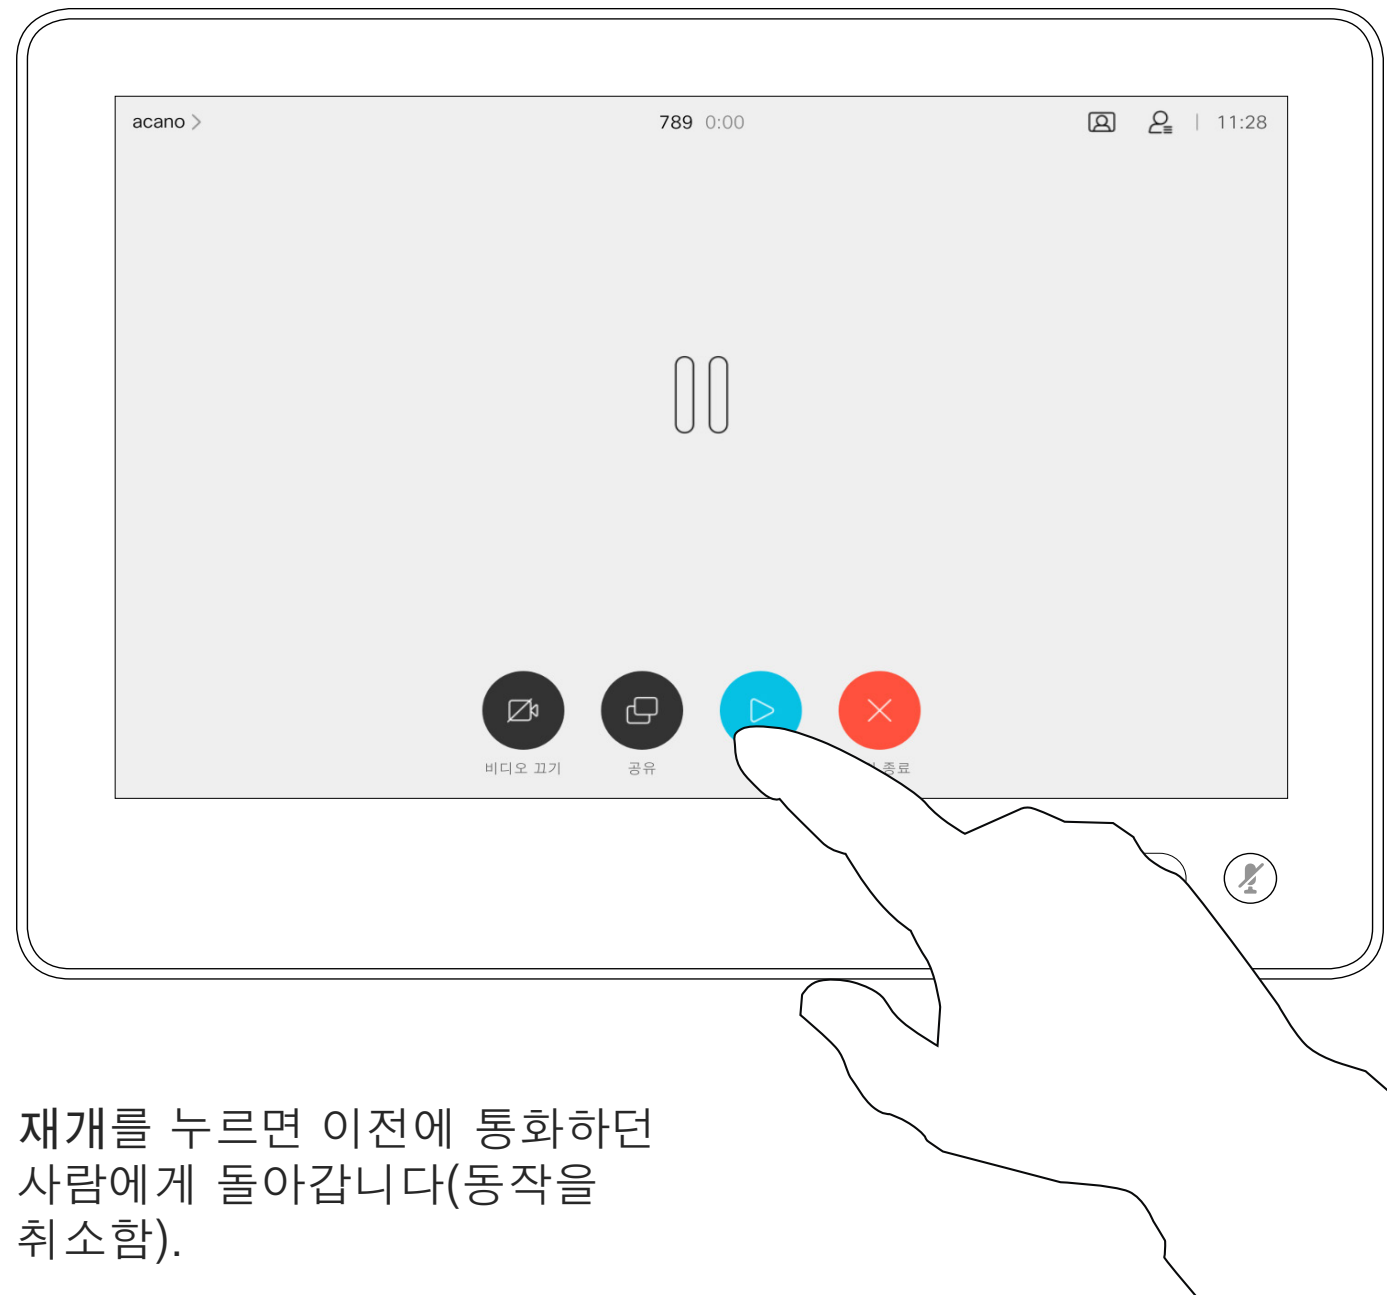 acano
789 0:00
11:28
비디오 끄기
공유
종료
재개를 누르면 이전에 통화하던
사람에게 돌아갑니다(동작을
취소함).